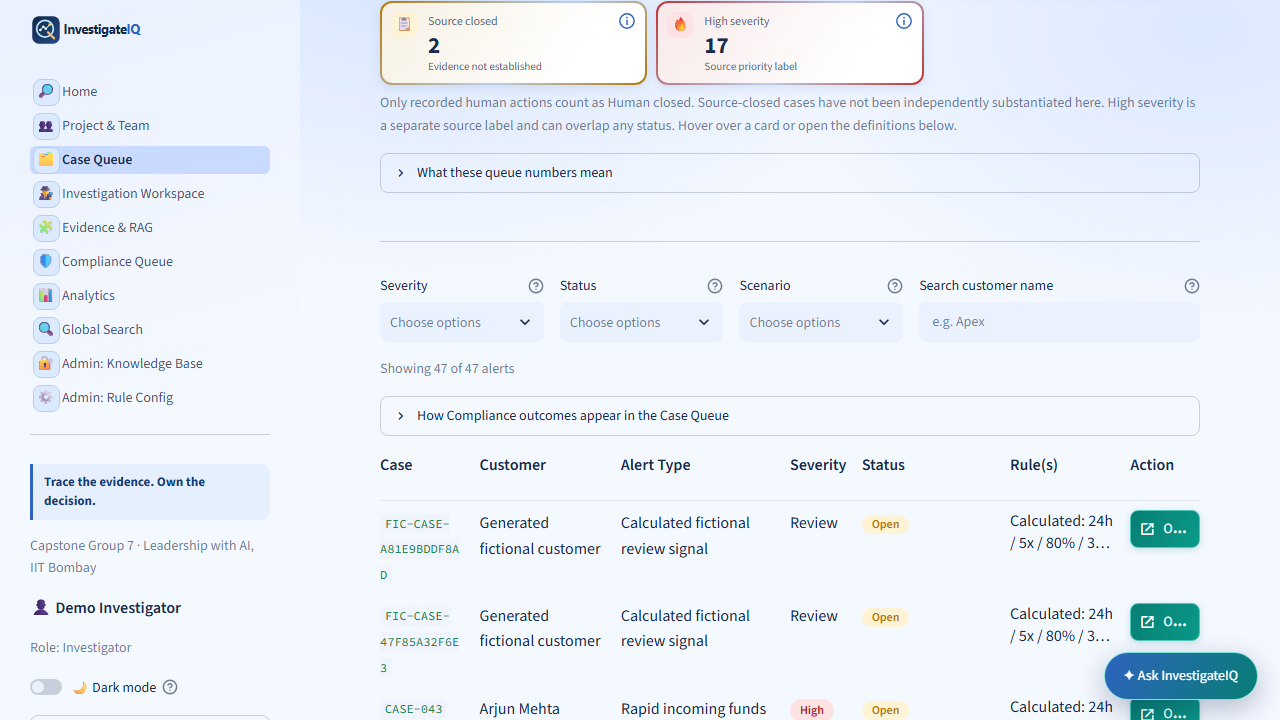 InvestigateIQ
Home
Project & Team
Case Queue
Investigation Workspace
Evidence & RAG
Compliance Queue
Analytics
Global Search
Admin: Knowledge Base
Admin: Rule Config
Trace the evidence. Own the
decision.
Capstone Group 7 · Leadership with AI,
IIT Bombay
Demo Investigator
Role: Investigator
🌙 Dark mode
Source closed
2
Evidence not established
High severity
17
Source priority label
Only recorded human actions count as Human closed. Source-closed cases have not been independently substantiated here. High severity is
a separate source label and can overlap any status. Hover over a card or open the definitions below.
What these queue numbers mean
Severity Status Scenario Search customer name
Choose options Choose options Choose options e.g. Apex
Showing 47 of 47 alerts
How Compliance outcomes appear in the Case Queue
Case Customer Alert Type Severity Status Rule(s) Action
FIC-CASE- Generated Calculated fictional Review Open Calculated: 24h O...
A81E9BDDF8A fictional customer review signal / 5x / 80% / 3...
D
FIC-CASE- Generated Calculated fictional Review Open Calculated: 24h O...
47F85A32F6E fictional customer review signal / 5x / 80% / 3...
3
✦ Ask InvestigateIQ
CASE-043 Arjun Mehta Rapid incoming funds High Open Calculated: 24h O...